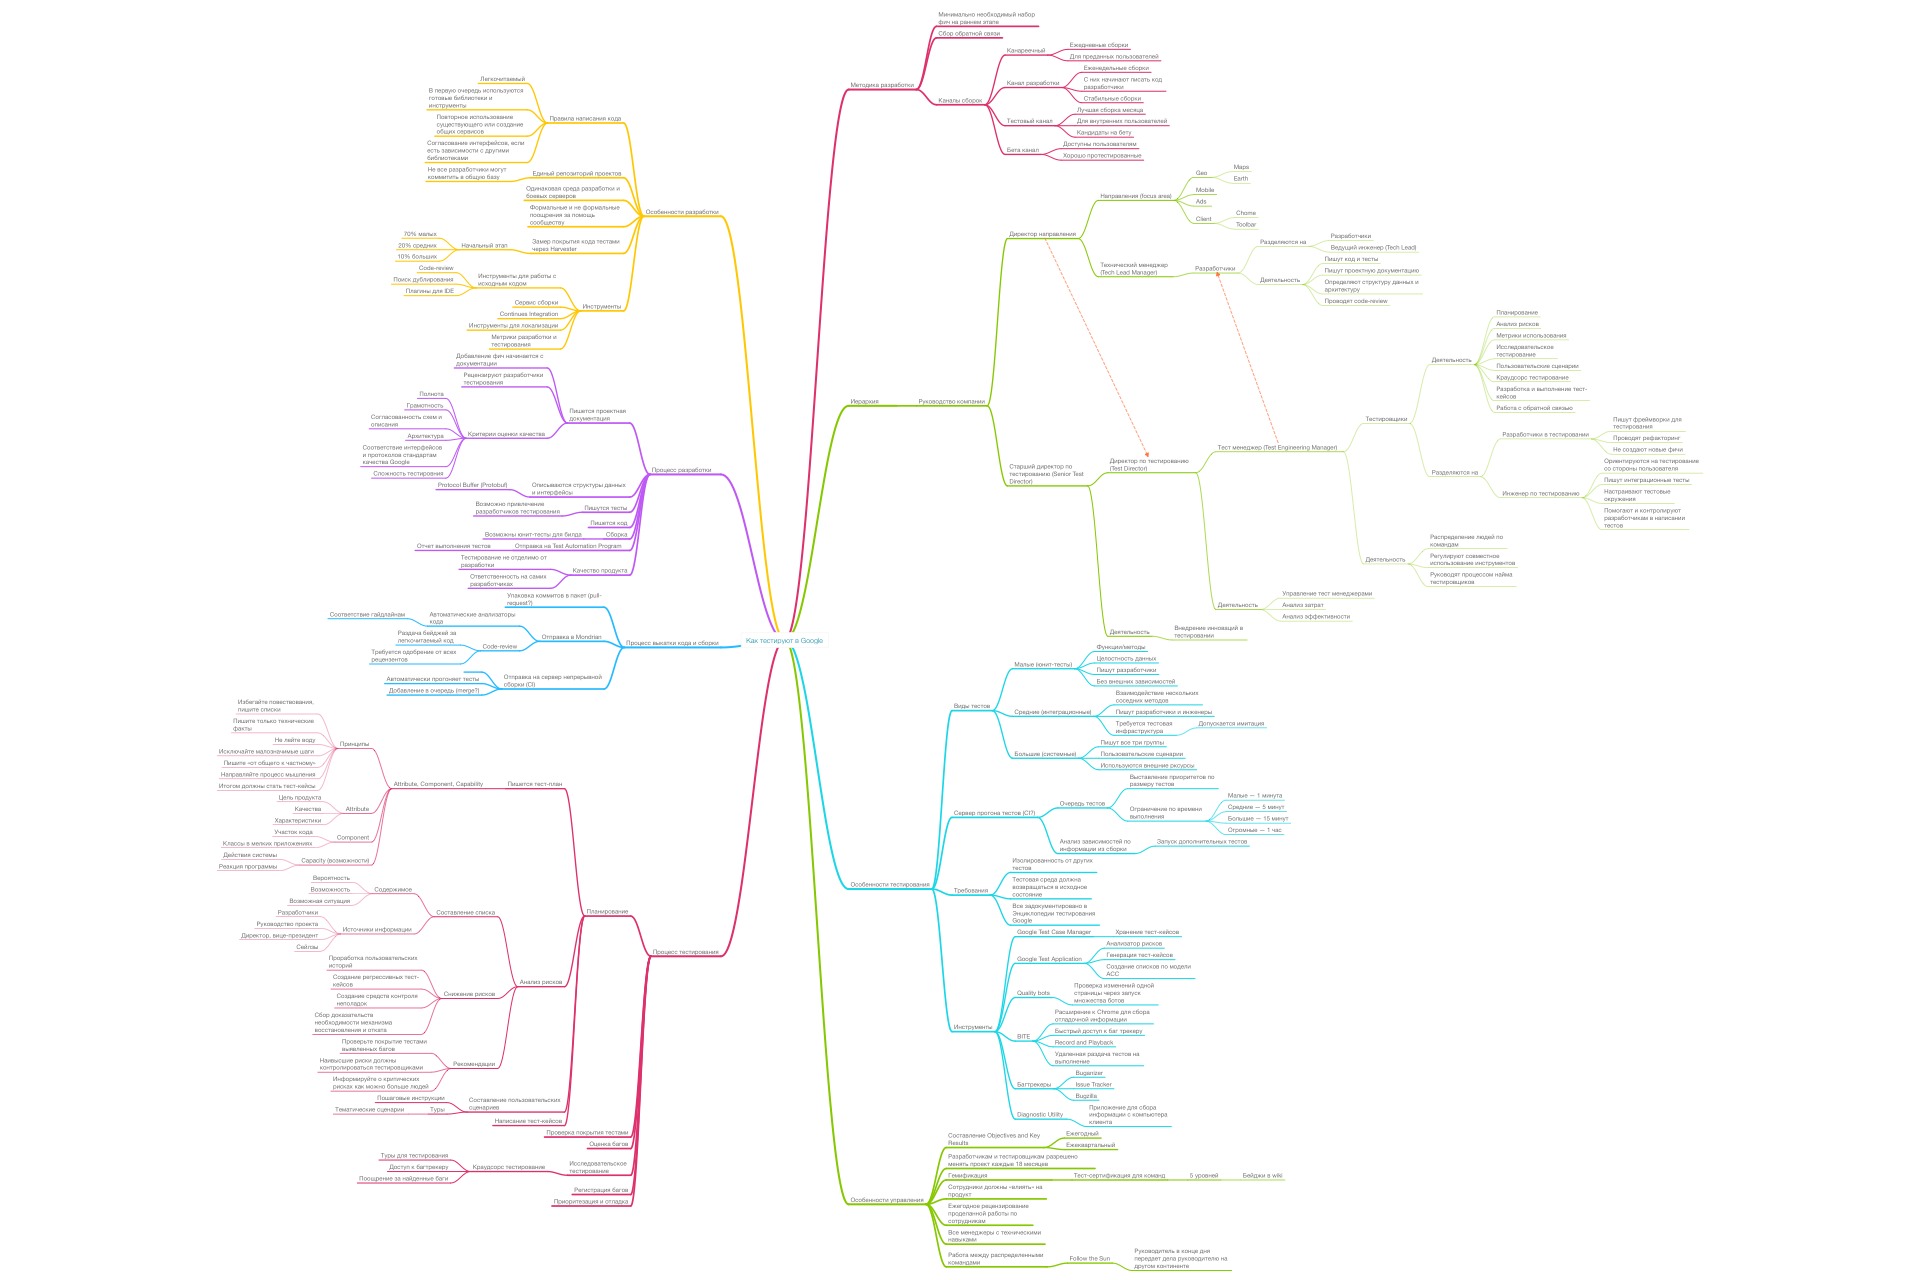 Как тестируют в Google
Методика разработки
Минимально необходимый набор
фич на раннем этапе
Сбор обратной связи
Каналы сборок
Канареечный
Ежедневные сборки
Для преданных пользователей
Канал разработки
Еженедельные сборки
С них начинают писать код
разработчики
Стабильные сборки
Тестовый канал
Лучшая сборка месяца
Для внутренних пользователей
Кандидаты на бету
Бета канал
Доступны пользователям
Хорошо протестированные
Иерархия
Руководство компании
Директор направления
Направления (focus area)
Geo
Maps
Earth
Mobile
Ads
Client
Chome
Toolbar
Технический менеджер
(Tech Lead Manager)
Разработчики
Разделяются на
Разработчики
Ведущий инженер (Tech Lead)
Деятельность
Пишут код и тесты
Пишут проектную документацию
Определяют структуру данных и
архитектуру
Проводят code-review
Старший директор по
тестированию (Senior Test
Director)
Директор по тестированию
(Test Director)
Тест менеджер (Test Engineering Manager)
Тестировщики
Деятельность
Планирование
Анализ рисков
Метрики использования
Исследовательское
тестирование
Пользовательские сценарии
Краудсорс тестирование
Разработка и выполнение тест-
кейсов
Работа с обратной связью
Разделяются на
Разработчики в тестировании
Пишут фреймворки для
тестирования
Проводят рефакторинг
Не создают новые фичи
Инженер по тестированию
Ориентируются на тестирование
со стороны пользователя
Пишут интеграционные тесты
Настраивают тестовые
окружения
Помогают и контролируют
разработчикам в написании
тестов
Деятельность
Распределение людей по
командам
Регулируют совместное
использование инструментов
Руководят процессом найма
тестировщиков
Деятельность
Управление тест менеджерами
Анализ затрат
Анализ эффективности
Деятельность
Внедрение инноваций в
тестировании
Особенности тестирования
Виды тестов
Малые (юнит-тесты)
Функции/методы
Целостность данных
Пишут разработчики
Без внешних зависимостей
Средние (интеграционные)
Взаимодействие нескольких
соседних методов
Пишут разработчики и инженеры
Требуется тестовая
инфраструктура
Допускается имитация
Большие (системные)
Пишут все три группы
Пользовательские сценарии
Используются внешние рксурсы
Сервер прогона тестов (CI?)
Очередь тестов
Выставление приоритетов по
размеру тестов
Ограничение по времени
выполнения
Малые — 1 минута
Средние — 5 минут
Большие — 15 минут
Огромные — 1 час
Анализ зависимостей по
информации из сборки
Запуск дополнительных тестов
Требования
Изолированность от других
тестов
Тестовая среда должна
возвращаться в исходное
состояние
Все задокументировано в
Энциклопедии тестирования
Google
Инструменты
Google Test Case Manager
Хранение тест-кейсов
Google Test Application
Анализатор рисков
Генерация тест-кейсов
Создание списков по модели
ACC
Quality bots
Проверка изменений одной
страницы через запуск
множества ботов
BITE
Расширение к Chrome для сбора
отладочной информации
Быстрый доступ к баг трекеру
Record and Playback
Удаленная раздача тестов на
выполнение
Багтрекеры
Buganizer
Issue Tracker
Bugzilla
Diagnostic Utility
Приложение для сбора
информации с компьютера
клиента
Особенности управления
Составление Objectives and Key
Results
Ежегодный
Ежеквартальный
Разработчикам и тестировщикам разрешено
менять проект каждые 18 месяцев
Гемификация
Тест-сертификация для команд
5 уровней
Бейджи в wiki
Сотрудники должны «влиять» на
продукт
Ежегодное рецензирование
проделанной работы по
сотрудникам
Все менеджеры с техническими
навыками
Работа между распределенными
командами
Follow the Sun
Руководитель в конце дня
передает дела руководителю на
другом континенте
Особенности разработки
Правила написания кода
Легкочитаемый
В первую очередь используются
готовые библиотеки и
инструменты
Повторное использование
существующего или создание
общих сервисов
Согласование интерфейсов, если
есть зависимости с другими
библиотеками
Единый репозиторий проектов
Не все разработчики могут
коммитить в общую базу
Одинаковая среда разработки и
боевых серверов
Формальные и не формальные
поощрения за помощь
сообществу
Замер покрытия кода тестами
через Harvester
Начальный этап
70% малых
20% средних
10% больших
Инструменты
Инструменты для работы с
исходным кодом
Code-review
Поиск дублирования
Плагины для IDE
Сервис сборки
Continues Integration
Инструменты для локализации
Метрики разработки и
тестирования
Процесс разработки
Пишется проектная
документация
Добавление фич начинается с
документации
Рецензируют разработчики
тестирования
Критерии оценки качества
Полнота
Грамотность
Согласованность схем и
описания
Архитектура
Соответствие интерфейсов
и протоколов стандартам
качества Google
Сложность тестировния
Описываются структуры данных
и интерфейсы
Protocol Buffer (Protobuf)
Пишутся тесты
Возможно привлечение
разработчиков тестирования
Пишется код
Сборка
Возможны юнит-тесты для билда
Отправка на Test Automation Program
Отчет выполнения тестов
Качество продукта
Тестирование не отделимо от
разработки
Ответственность на самих
разработчиках
Процесс выкатки кода и сборки
Упаковка коммитов в пакет (pull-
request?)
Отправка в Mondrian
Автоматические анализаторы
кода
Соответствие гайдлайнам
Code-review
Раздача бейджей за
легкочитаемый код
Требуется одобрение от всех
рецензентов
Отправка на сервер непрерывной
сборки (CI)
Автоматически прогоняет тесты
Добавление в очередь (merge?)
Процесс тестирования
Планирование
Пишется тест-план
Attribute, Component, Capability
Принципы
Избегайте повествования,
пишите списки
Пишите только технические
факты
Не лейте воду
Исключайте малозначимые шаги
Пишите «от общего к частному»
Направляйте процесс мышления
Итогом должны стать тест-кейсы
Attribute
Цель продукта
Качества
Характеристики
Component
Участок кода
Классы в мелких приложениях
Capacity (возможности)
Действия системы
Реакция программы
Анализ рисков
Составление списка
Содержимое
Вероятность
Возможность
Возможная ситуация
Источники информации
Разработчики
Руководство проекта
Директор, вице-президент
Сейлзы
Снижение рисков
Проработка пользовательских
историй
Создание регрессивных тест-
кейсов
Создание средств контроля
неполадок
Сбор доказательств
необходимости механизма
восстановления и отката
Рекомендации
Проверьте покрытие тестами
выявленных багов
Наивысшие риски должны
контролироваться тестировщиками
Информируйте о критических
рисках как можно больше людей
Составление пользовательских
сценариев
Пошаговые инструкции
Туры
Тематические сценарии
Написание тест-кейсов
Проверка покрытия тестами
Оценка багов
Исследовательское
тестирование
Краудсорс тестирование
Туры для тестирования
Доступ к багтрекеру
Поощрение за найденные баги
Регистрация багов
Приоритезация и отладка